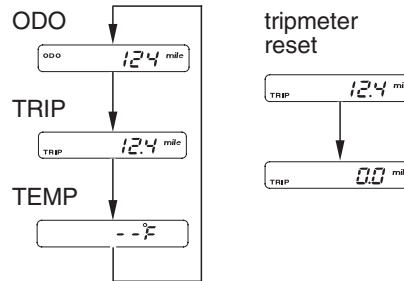 ODO
ODO 124 mile
TRIP
TRIP 12.4 mile
TEMP
--°F
tripmeter
reset
TRIP 12.4 mi
TRIP 0.0 mi